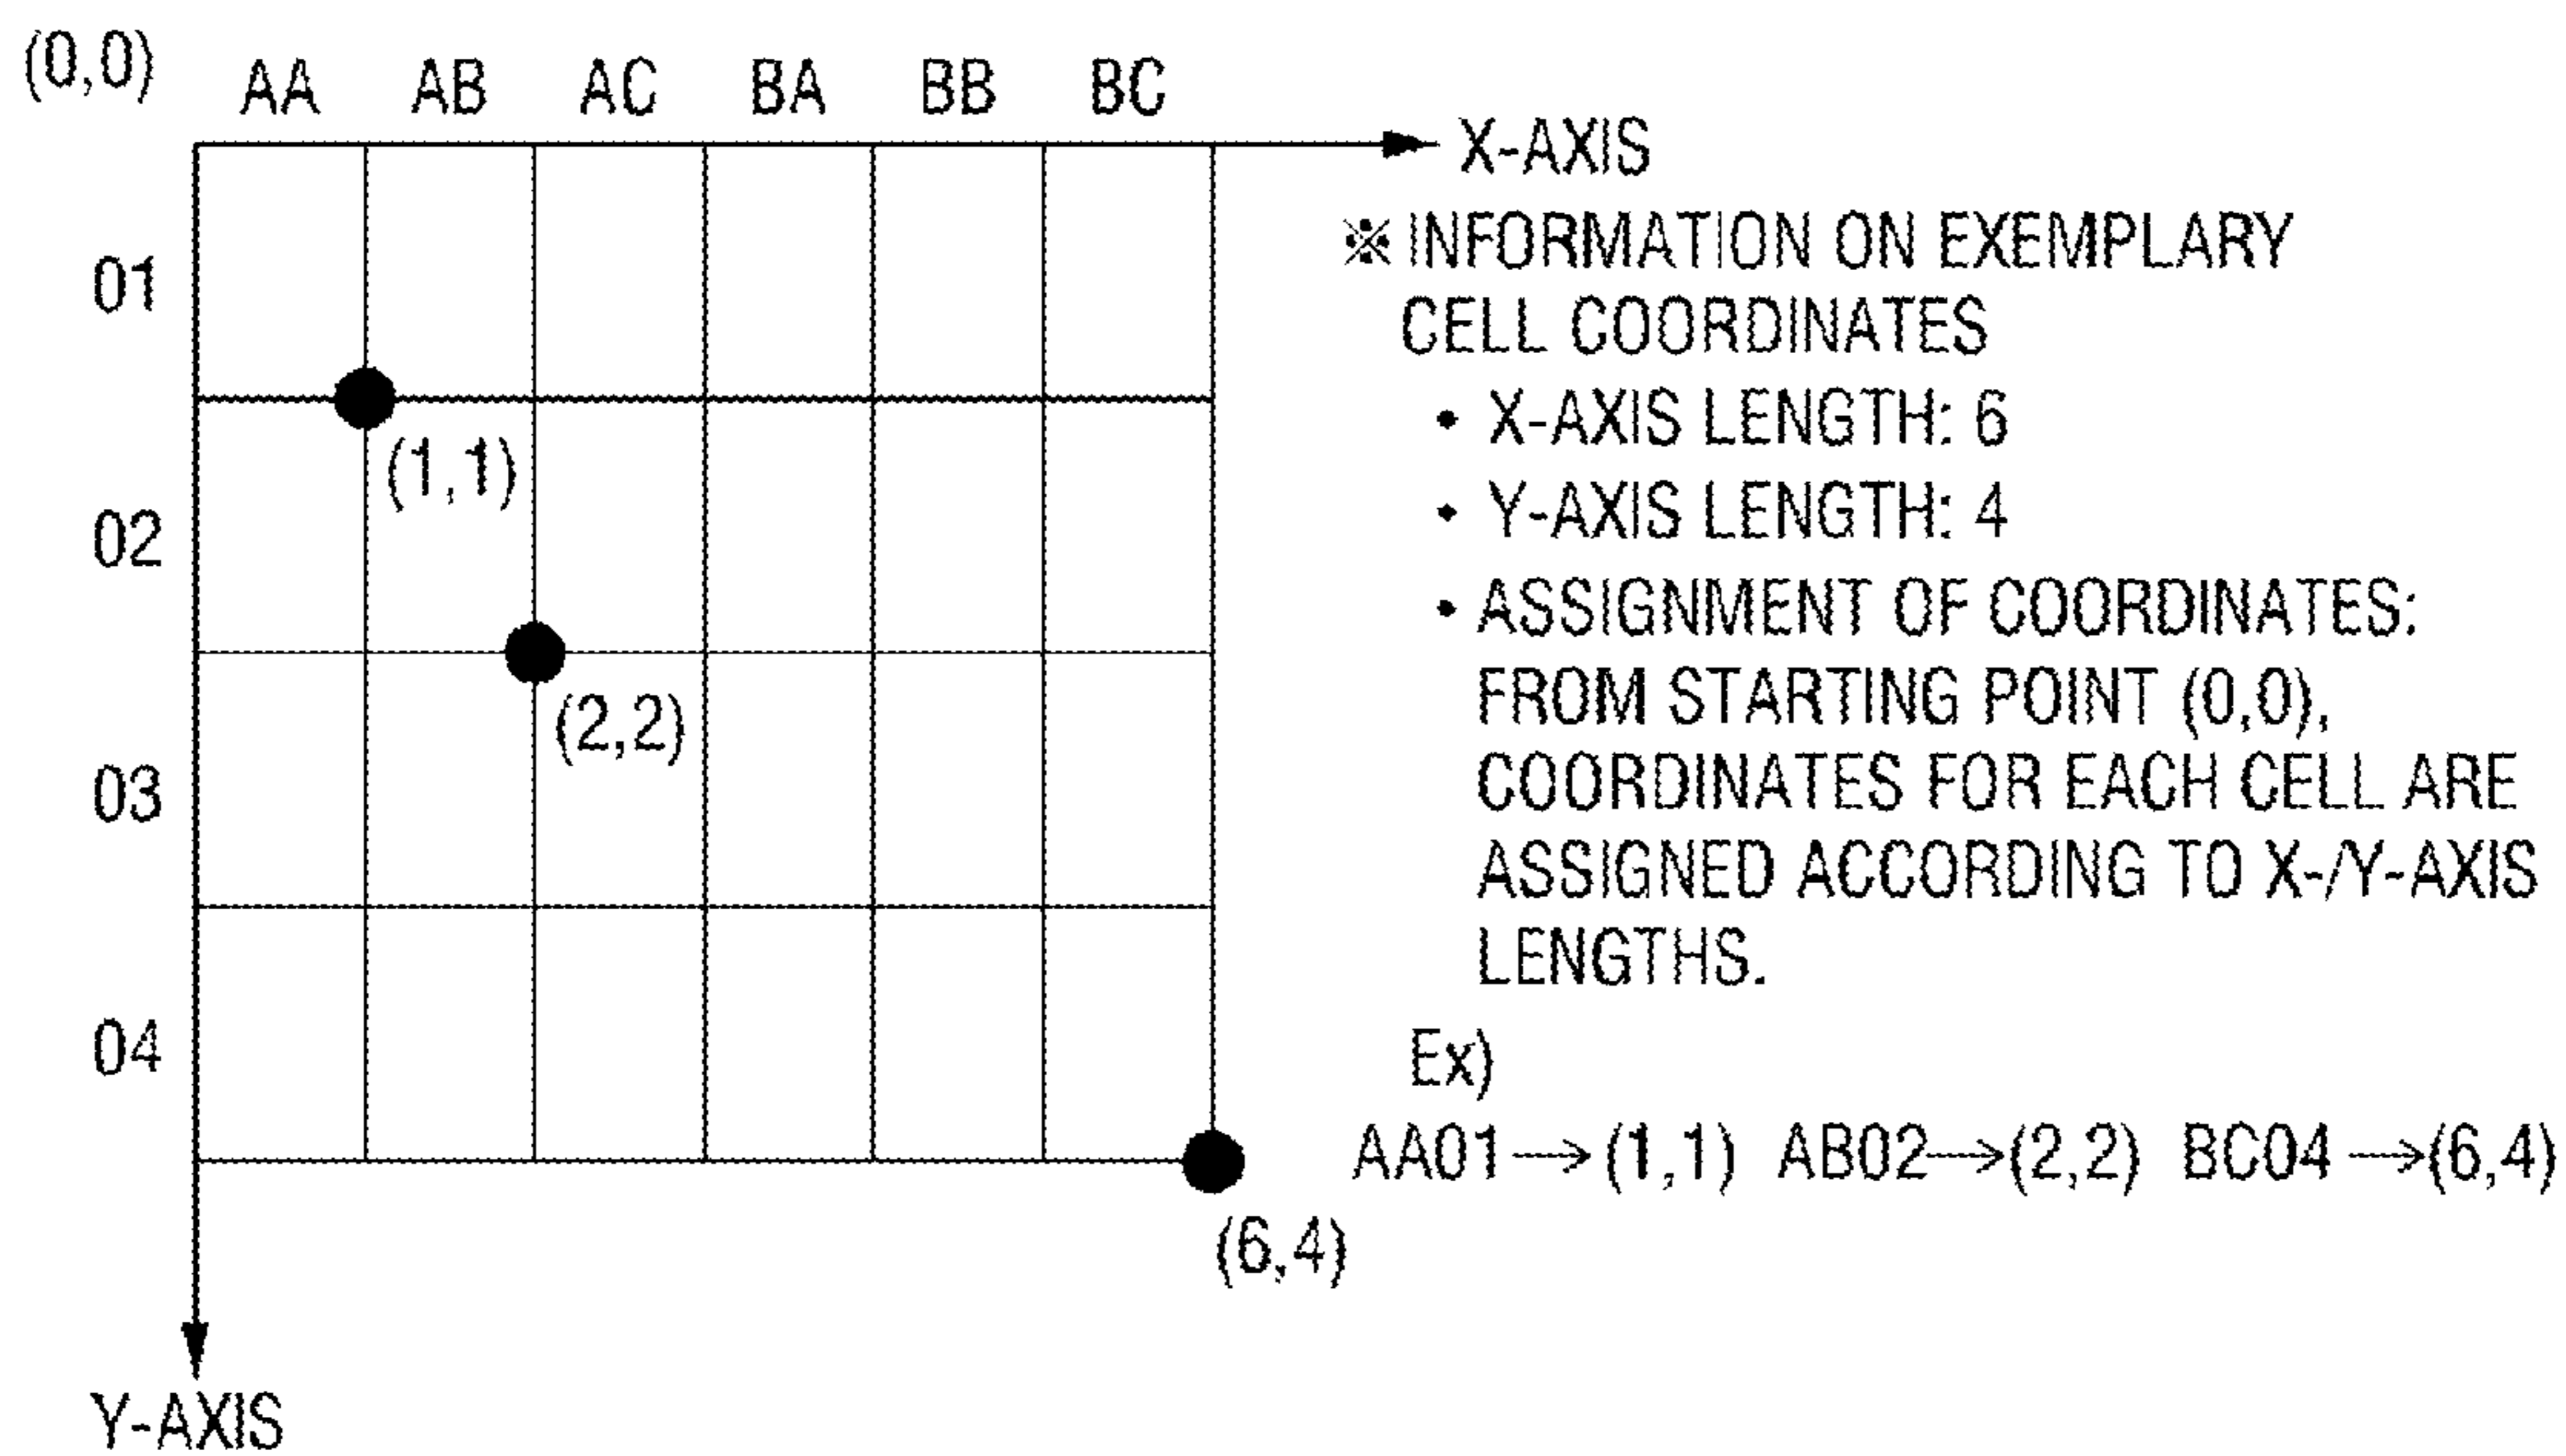 (0,0) AA AB AC BA BB BC
X-AXIS
01
02
03
04
(1,1)
(2,2)
(6,4)
Y-AXIS
※ INFORMATION ON EXEMPLARY
CELL COORDINATES
• X-AXIS LENGTH: 6
• Y-AXIS LENGTH: 4
• ASSIGNMENT OF COORDINATES:
FROM STARTING POINT (0,0),
COORDINATES FOR EACH CELL ARE
ASSIGNED ACCORDING TO X-/Y-AXIS
LENGTHS.
Ex)
AA01→(1,1) AB02→(2,2) BC04→(6,4)